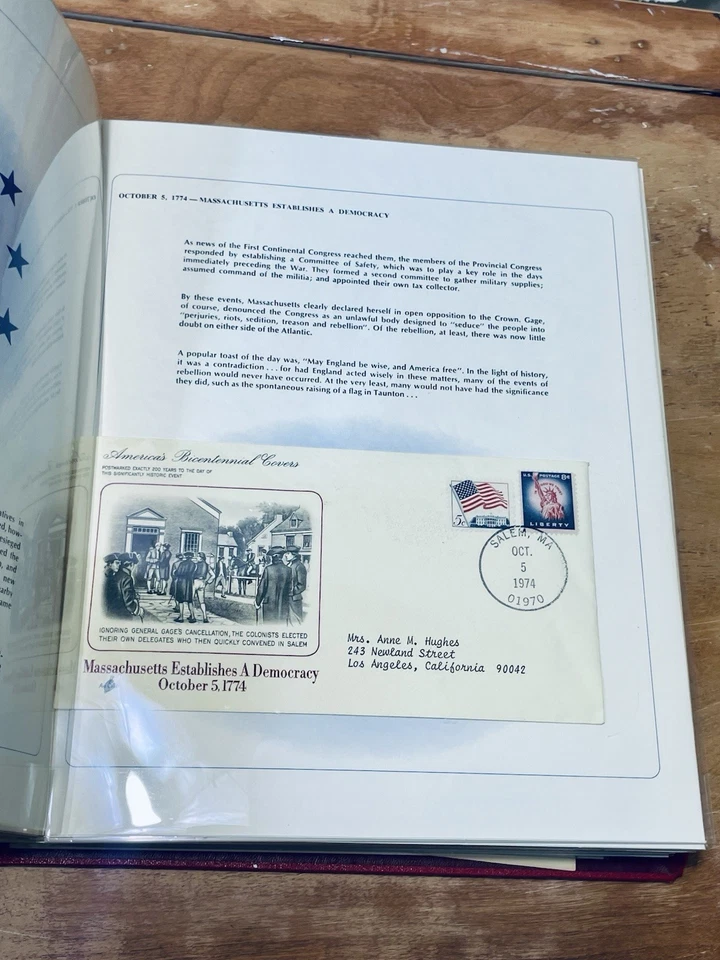 OCTOBER 5, 1774 — MASSACHUSETTS ESTABLISHES A DEMOCRACY
As news of the First Continental Congress reached them, the members of the Provincial Congress
responded by establishing a Committee of Safety, which was to play a key role in the days
immediately preceding the War. They formed a second committee to gather military supplies;
assumed command of the militia; and appointed their own tax collector.
By these events, Massachusetts clearly declared herself in open opposition to the Crown. Gage,
of course, denounced the Congress as an unlawful body designed to "seduce" the people into
"perjuries, riots, sedition, treason and rebellion". Of the rebellion, at least, there was now little
doubt on either side of the Atlantic.
A popular toast of the day was, "May England be wise, and America free". In the light of history,
it was a contradiction . . . for had England acted wisely in these matters, many of the events of
rebellion would never have occurred. At the very least, many would not have had the significance
they did, such as the spontaneous raising of a flag in Taunton . . .
America's Bicentennial Covers
POSTMARKED EXACTLY 200 YEARS TO THE DAY OF
THIS SIGNIFICANTLY HISTORIC EVENT
5c
U.S. POSTAGE 8¢
LIBERTY
SALEM, MA
OCT.
5
1974
01970
IGNORING GENERAL GAGE'S CANCELLATION, THE COLONISTS ELECTED
THEIR OWN DELEGATES WHO THEN QUICKLY CONVENED IN SALEM
Massachusetts Establishes A Democracy
October 5, 1774
Mrs. Anne M. Hughes
243 Newland Street
Los Angeles, California 90042